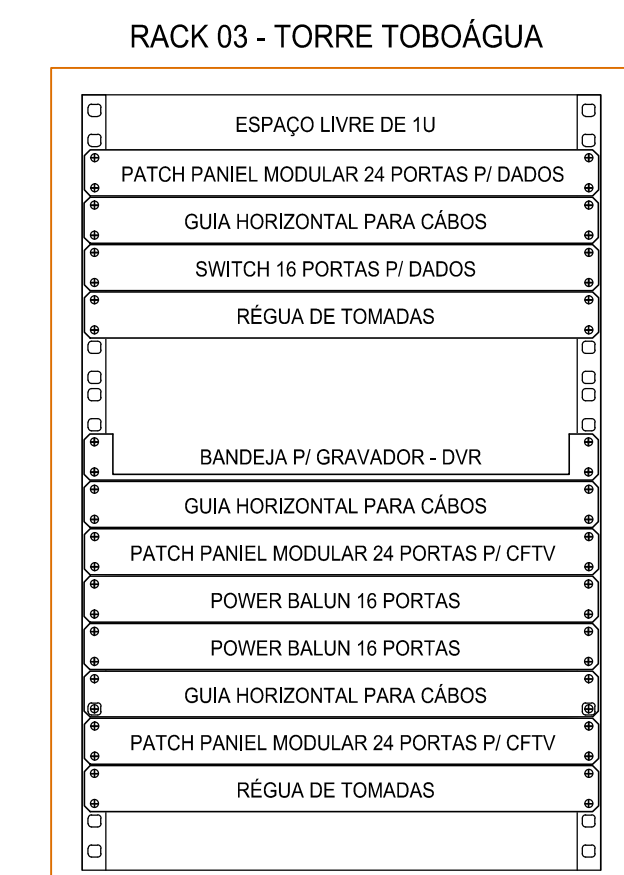 RACK 03 - TORRE TOBOÁGUA
ESPAÇO LIVRE DE 1U
PATCH PANIEL MODULAR 24 PORTAS P/ DADOS
GUIA HORIZONTAL PARA CÁBOS
SWITCH 16 PORTAS P/ DADOS
RÉGUA DE TOMADAS
BANDEJA P/ GRAVADOR - DVR
GUIA HORIZONTAL PARA CÁBOS
PATCH PANIEL MODULAR 24 PORTAS P/ CFTV
POWER BALUN 16 PORTAS
POWER BALUN 16 PORTAS
GUIA HORIZONTAL PARA CÁBOS
PATCH PANIEL MODULAR 24 PORTAS P/ CFTV
RÉGUA DE TOMADAS